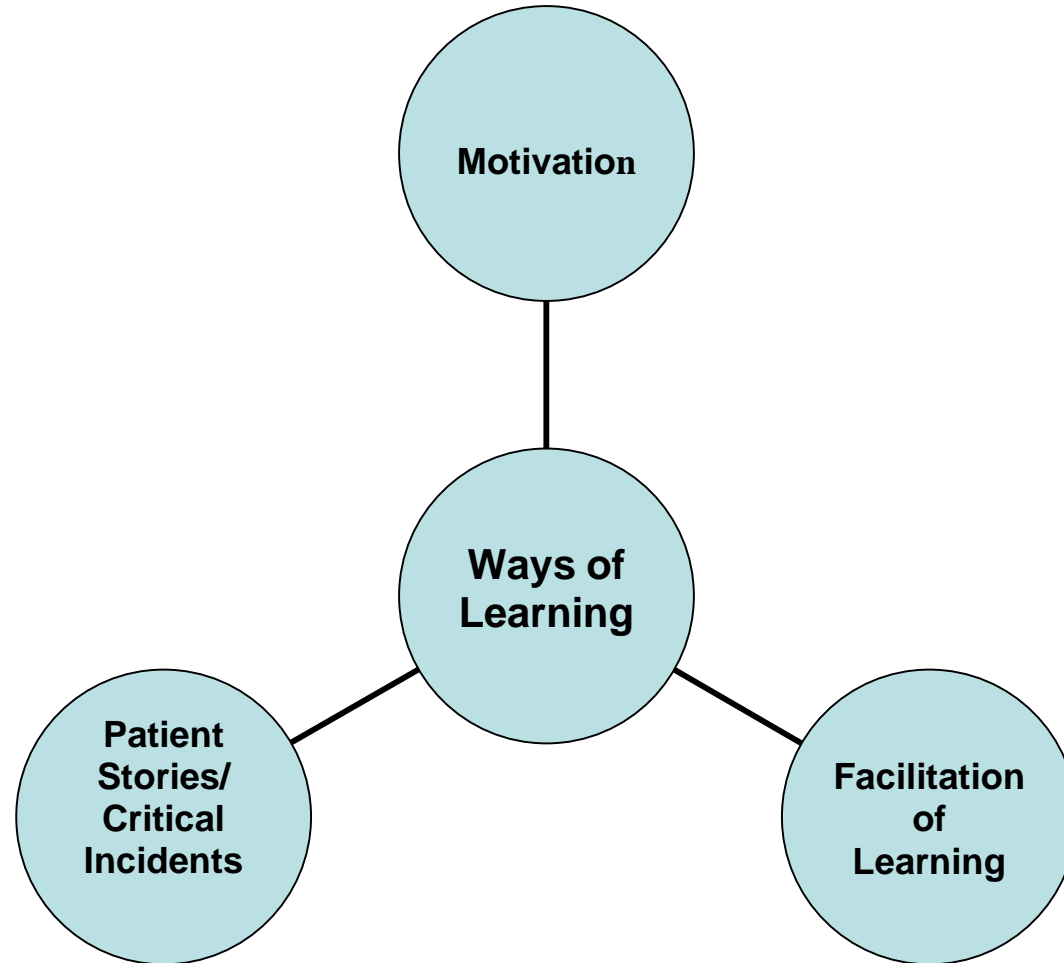 Motivation
Ways of
Learning
Patient
Stories/
Critical
Incidents
Facilitation
of
Learning